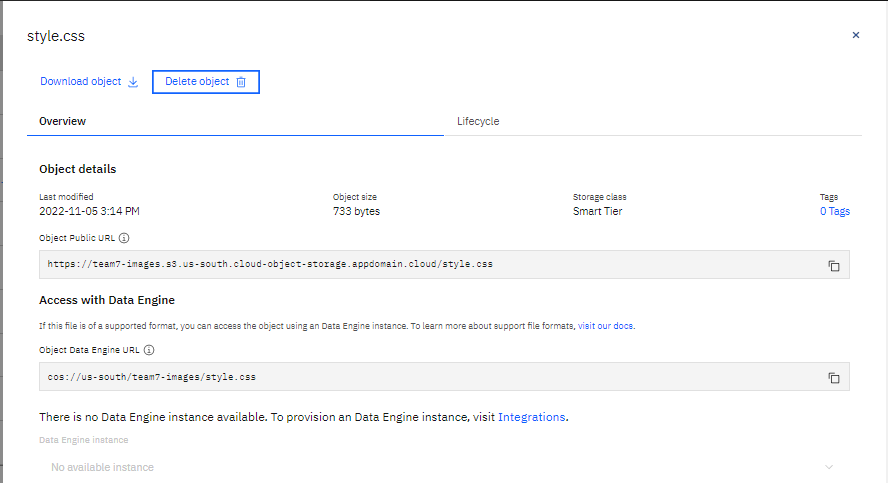 style.css
Download object Delete object
Overview Lifecycle
Object details
Last modified Object size Storage class Tags
2022-11-05 3:14 PM 733 bytes Smart Tier 0 Tags
Object Public URL
https://team7-images.s3.us-south.cloud-object-storage.appdomain.cloud/style.css
Access with Data Engine
If this file is of a supported format, you can access the object using an Data Engine instance. To learn more about support file formats, visit our docs.
Object Data Engine URL
cos://us-south/team7-images/style.css
There is no Data Engine instance available. To provision an Data Engine instance, visit Integrations.
Data Engine instance
No available instance